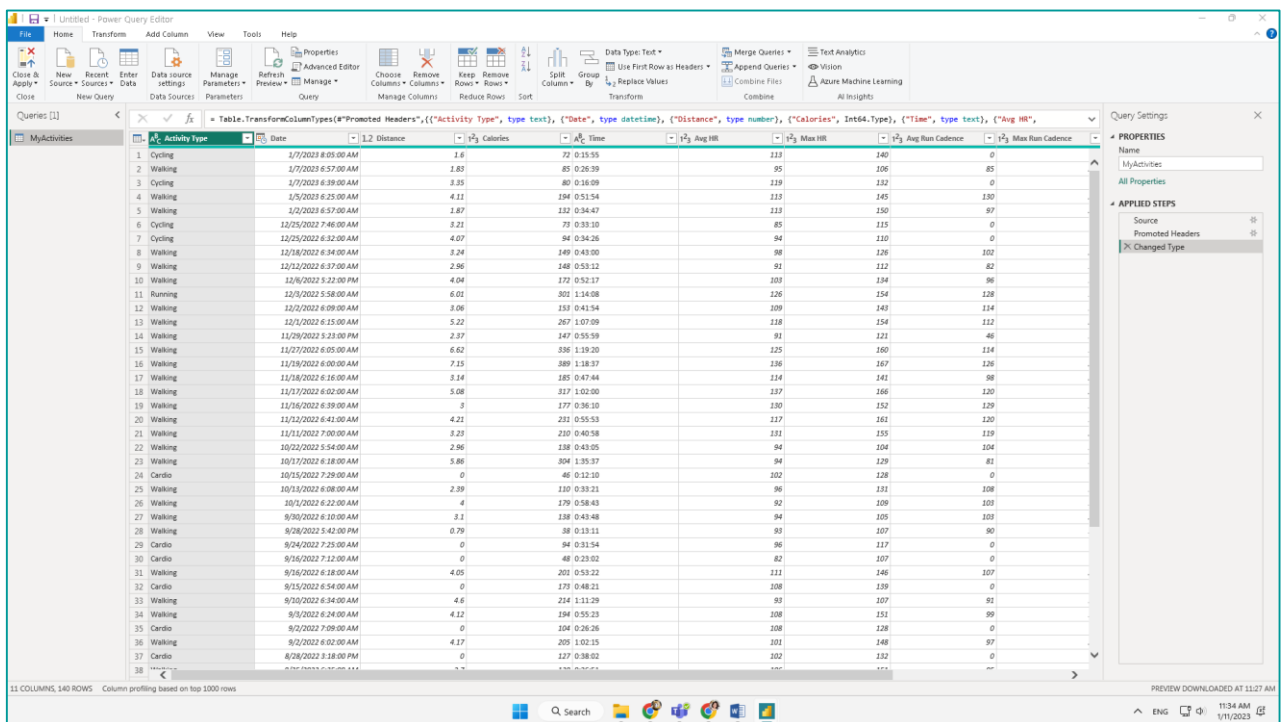 Untitled - Power Query Editor
File Home Transform Add Column View Tools Help
Close & Apply New Source Recent Sources Enter Data Data source settings Manage Parameters Refresh Preview Properties Advanced Editor Manage Choose Columns Remove Columns Keep Rows Remove Rows Split Column Group By Data Type: Text Use First Row as Headers Replace Values Merge Queries Append Queries Combine Files Text Analytics Vision Azure Machine Learning
Close New Query Data Sources Parameters Query Manage Columns Reduce Rows Sort Transform Combine AI Insights
Queries [1]
MyActivities
= Table.TransformColumnTypes(#"Promoted Headers",{{"Activity Type", type text}, {"Date", type datetime}, {"Distance", type number}, {"Calories", Int64.Type}, {"Time", type text}, {"Avg HR",
Activity Type Date 1.2 Distance Calories Time Avg HR Max HR Avg Run Cadence Max Run Cadence
1 Cycling 1/7/2023 8:05:00 AM 1.6 72 0:15:55 113 140 0
2 Walking 1/7/2023 6:57:00 AM 1.83 85 0:26:39 95 106 85
3 Cycling 1/7/2023 6:39:00 AM 3.35 80 0:16:09 119 132 0
4 Walking 1/5/2023 6:25:00 AM 4.11 194 0:51:54 113 145 130
5 Walking 1/2/2023 6:57:00 AM 1.87 132 0:34:47 113 150 97
6 Cycling 12/25/2022 7:46:00 AM 3.21 73 0:33:10 85 115 0
7 Cycling 12/25/2022 6:32:00 AM 4.07 94 0:34:26 94 110 0
8 Walking 12/18/2022 6:34:00 AM 3.24 149 0:43:00 98 126 102
9 Walking 12/12/2022 6:37:00 AM 2.96 148 0:53:12 91 112 82
10 Walking 12/6/2022 5:22:00 PM 4.04 172 0:52:17 103 134 96
11 Running 12/3/2022 5:58:00 AM 6.01 301 1:14:08 126 154 128
12 Walking 12/2/2022 6:09:00 AM 3.06 153 0:41:54 109 143 114
13 Walking 12/1/2022 6:15:00 AM 5.22 267 1:07:09 118 154 112
14 Walking 11/29/2022 5:23:00 PM 2.37 147 0:55:59 91 121 46
15 Walking 11/27/2022 6:05:00 AM 6.62 336 1:19:20 125 160 114
16 Walking 11/19/2022 6:00:00 AM 7.15 389 1:18:37 136 167 126
17 Walking 11/18/2022 6:16:00 AM 3.14 185 0:47:44 114 141 98
18 Walking 11/17/2022 6:02:00 AM 5.08 317 1:02:00 137 166 120
19 Walking 11/16/2022 6:39:00 AM 3 177 0:36:10 130 152 129
20 Walking 11/12/2022 6:41:00 AM 4.21 231 0:55:53 117 161 120
21 Walking 11/11/2022 7:00:00 AM 3.23 210 0:40:58 131 155 119
22 Walking 10/22/2022 5:54:00 AM 2.96 138 0:43:05 94 104 104
23 Walking 10/17/2022 6:18:00 AM 5.86 304 1:35:37 94 129 81
24 Cardio 10/15/2022 7:29:00 AM 0 46 0:12:10 102 128 0
25 Walking 10/13/2022 6:08:00 AM 2.39 110 0:33:21 96 131 108
26 Walking 10/1/2022 6:22:00 AM 4 179 0:58:43 92 109 103
27 Walking 9/30/2022 6:10:00 AM 3.1 138 0:43:48 94 105 103
28 Walking 9/28/2022 5:42:00 PM 0.79 38 0:13:11 93 107 90
29 Cardio 9/24/2022 7:25:00 AM 0 94 0:31:54 96 117 0
30 Cardio 9/16/2022 7:12:00 AM 0 48 0:23:02 82 107 0
31 Walking 9/16/2022 6:18:00 AM 4.05 201 0:53:22 111 146 107
32 Cardio 9/15/2022 6:54:00 AM 0 173 0:48:21 108 139 0
33 Walking 9/10/2022 6:34:00 AM 4.6 214 1:11:29 93 107 91
34 Walking 9/3/2022 6:24:00 AM 4.12 194 0:55:23 108 151 99
35 Cardio 9/2/2022 7:09:00 AM 0 104 0:26:26 108 128 0
36 Walking 9/2/2022 6:02:00 AM 4.17 205 1:02:15 101 148 97
37 Cardio 8/28/2022 3:18:00 PM 0 127 0:38:02 102 132 0
38
Query Settings
PROPERTIES
Name
MyActivities
All Properties
APPLIED STEPS
Source
Promoted Headers
Changed Type
11 COLUMNS, 140 ROWS Column profiling based on top 1000 rows
PREVIEW DOWNLOADED AT 11:27 AM
Search
ENG
11:34 AM
1/11/2023